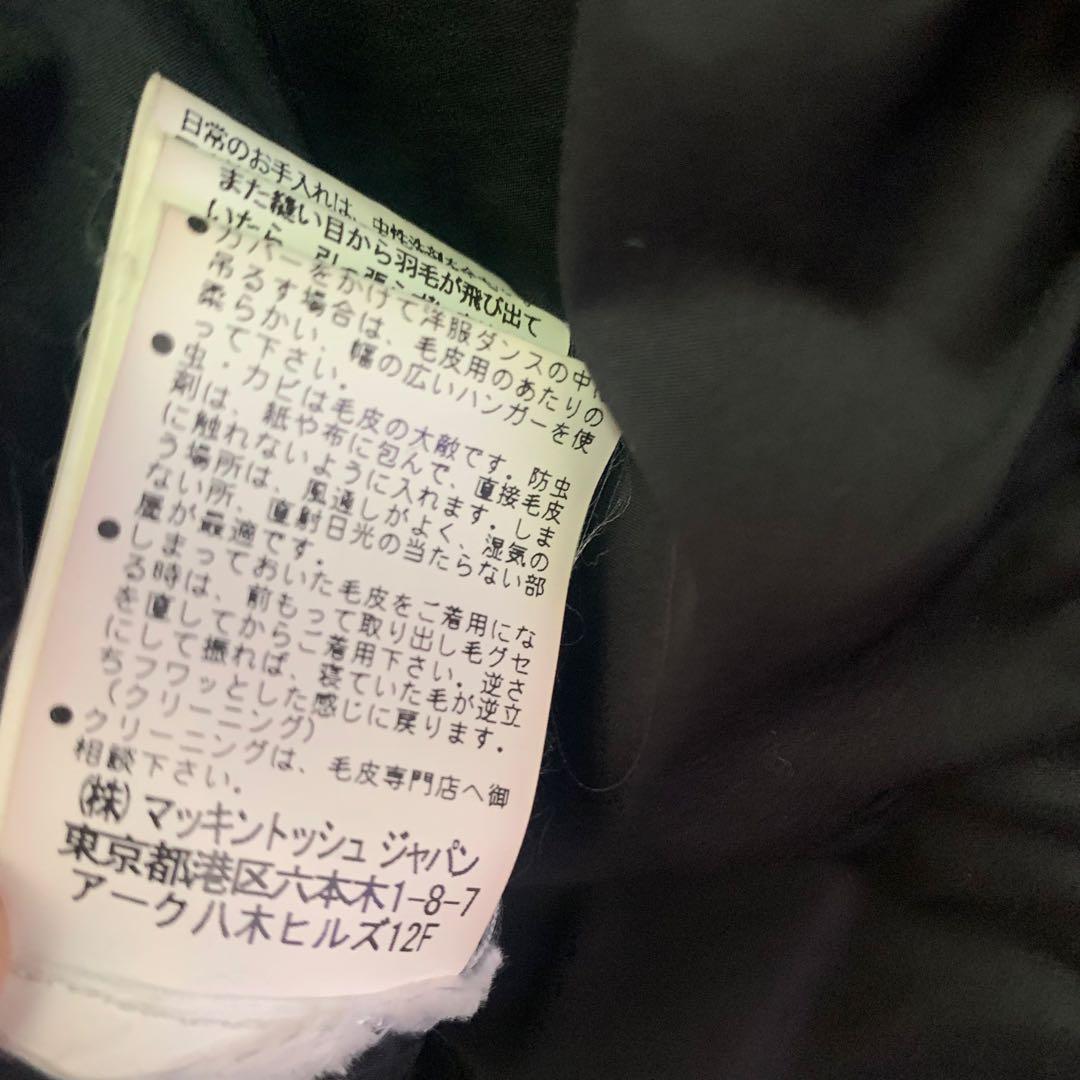 日常のお手入れは、中性洗剤を
また縫い目から羽毛が飛び出て
いたら、引っ張
●カバーをかけて洋服ダンスの中
吊るす場合は、毛皮用のあたりの
柔らかい、幅の広いハンガーを使
って下さい.
●虫・カビは毛皮の大敵です.防虫
剤は、紙や布に包んで、直接毛皮
に触れないように入れます.しま
う場所は、風通しがよく、湿気の
ない所、直射日光の当たらない部
屋が最適です.
●しまっておいた毛皮をご着用にな
る時は、前もって取り出し毛グセ
を直してからご着用下さい.逆さ
にして振れば、寝ていた毛が逆立
ちフワッとした感じに戻ります.
(クリーニング)
●クリーニングは、毛皮専門店へ御
相談下さい.
(株)マッキントッシュ ジャパン
東京都港区六本木1-8-7
アーク八木ヒルズ12F